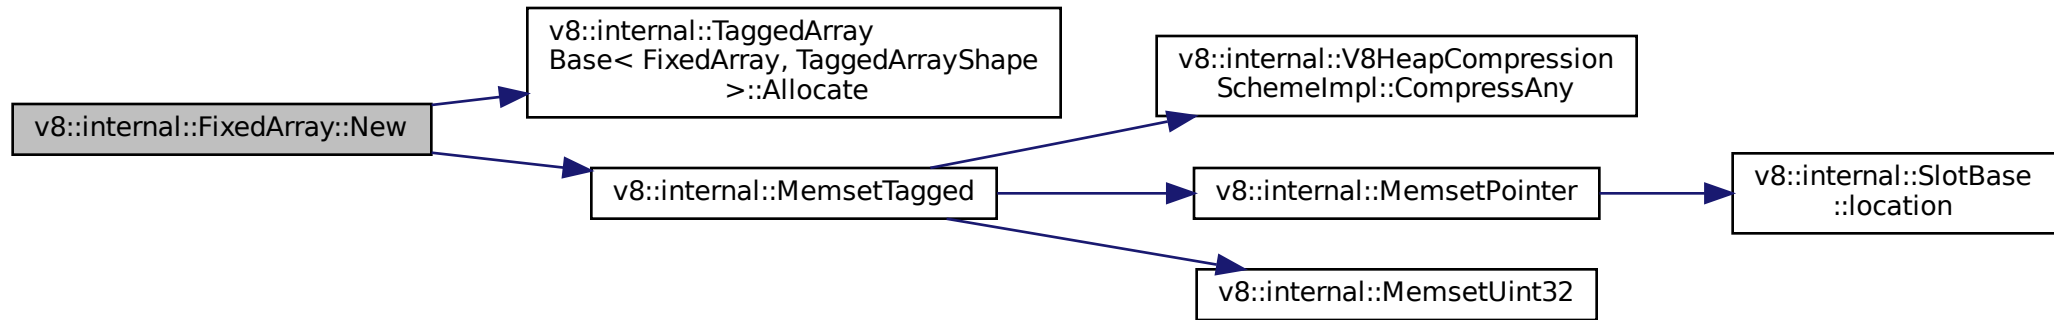 v8::internal::FixedArray::New
v8::internal::TaggedArray
Base< FixedArray, TaggedArrayShape
>::Allocate
v8::internal::MemsetTagged
v8::internal::V8HeapCompression
SchemeImpl::CompressAny
v8::internal::MemsetPointer
v8::internal::MemsetUint32
v8::internal::SlotBase
::location